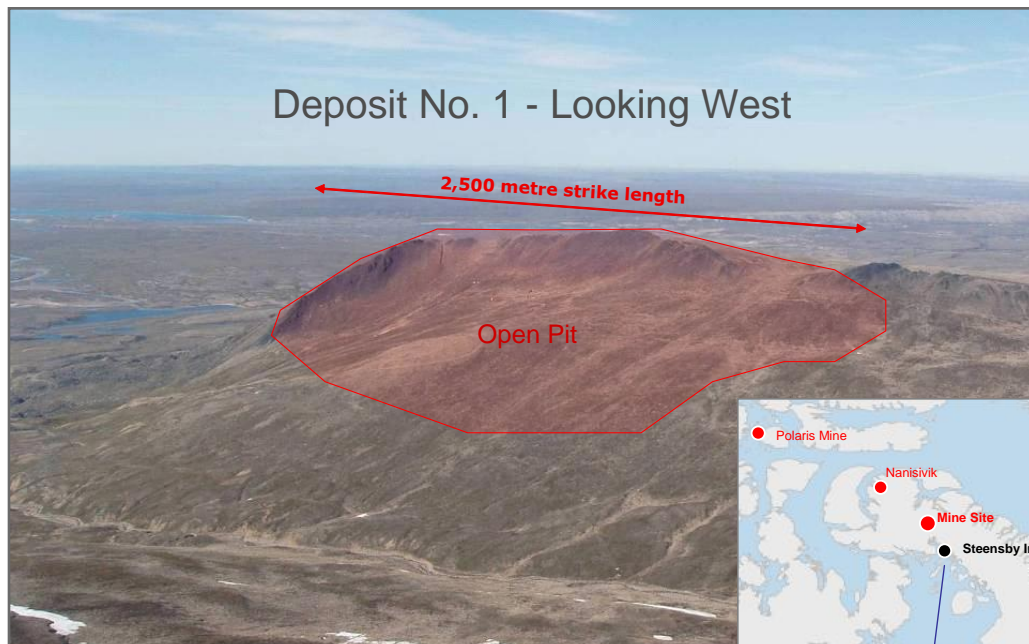 Deposit No. 1 - Looking West
2,500 metre strike length
Open Pit
Polaris Mine
Nanisivik
Mine Site
Steensby